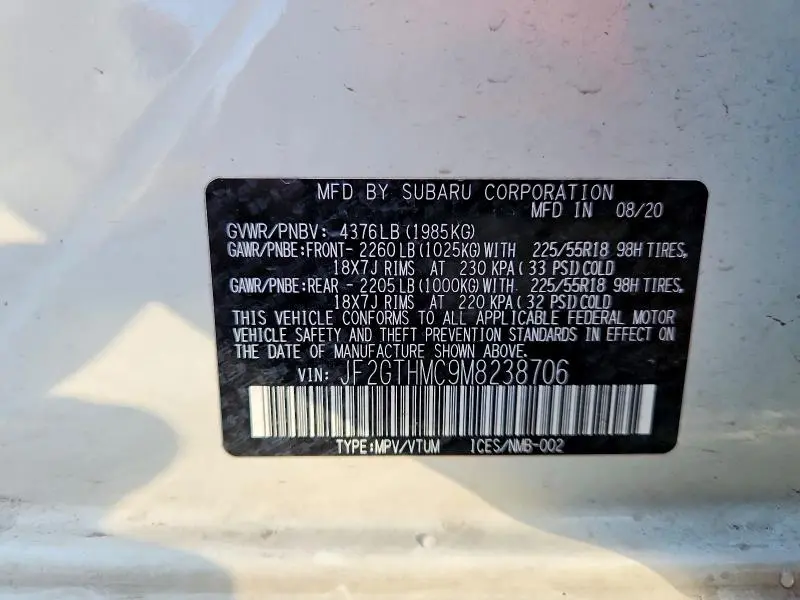 MFD BY SUBARU CORPORATION
MFD IN 08/20
GVWR/PNBV: 4376LB (1985KG)
GAWR/PNBE:FRONT- 2260LB (1025KG) WITH 225/55R18 98H TIRES,
18X7J RIMS AT 230 KPA ( 33 PSI) COLD
GAWR/PNBE:REAR - 2205LB (1000KG) WITH 225/55R18 98H TIRES,
18X7J RIMS AT 220 KPA ( 32 PSI) COLD
THIS VEHICLE CONFORMS TO ALL APPLICABLE FEDERAL MOTOR
VEHICLE SAFETY AND THEFT PREVENTION STANDARDS IN EFFECT ON
THE DATE OF MANUFACTURE SHOWN ABOVE.
VIN: JF2GTHMC9M8238706
TYPE:MPV/VTUM ICES/NMB-002